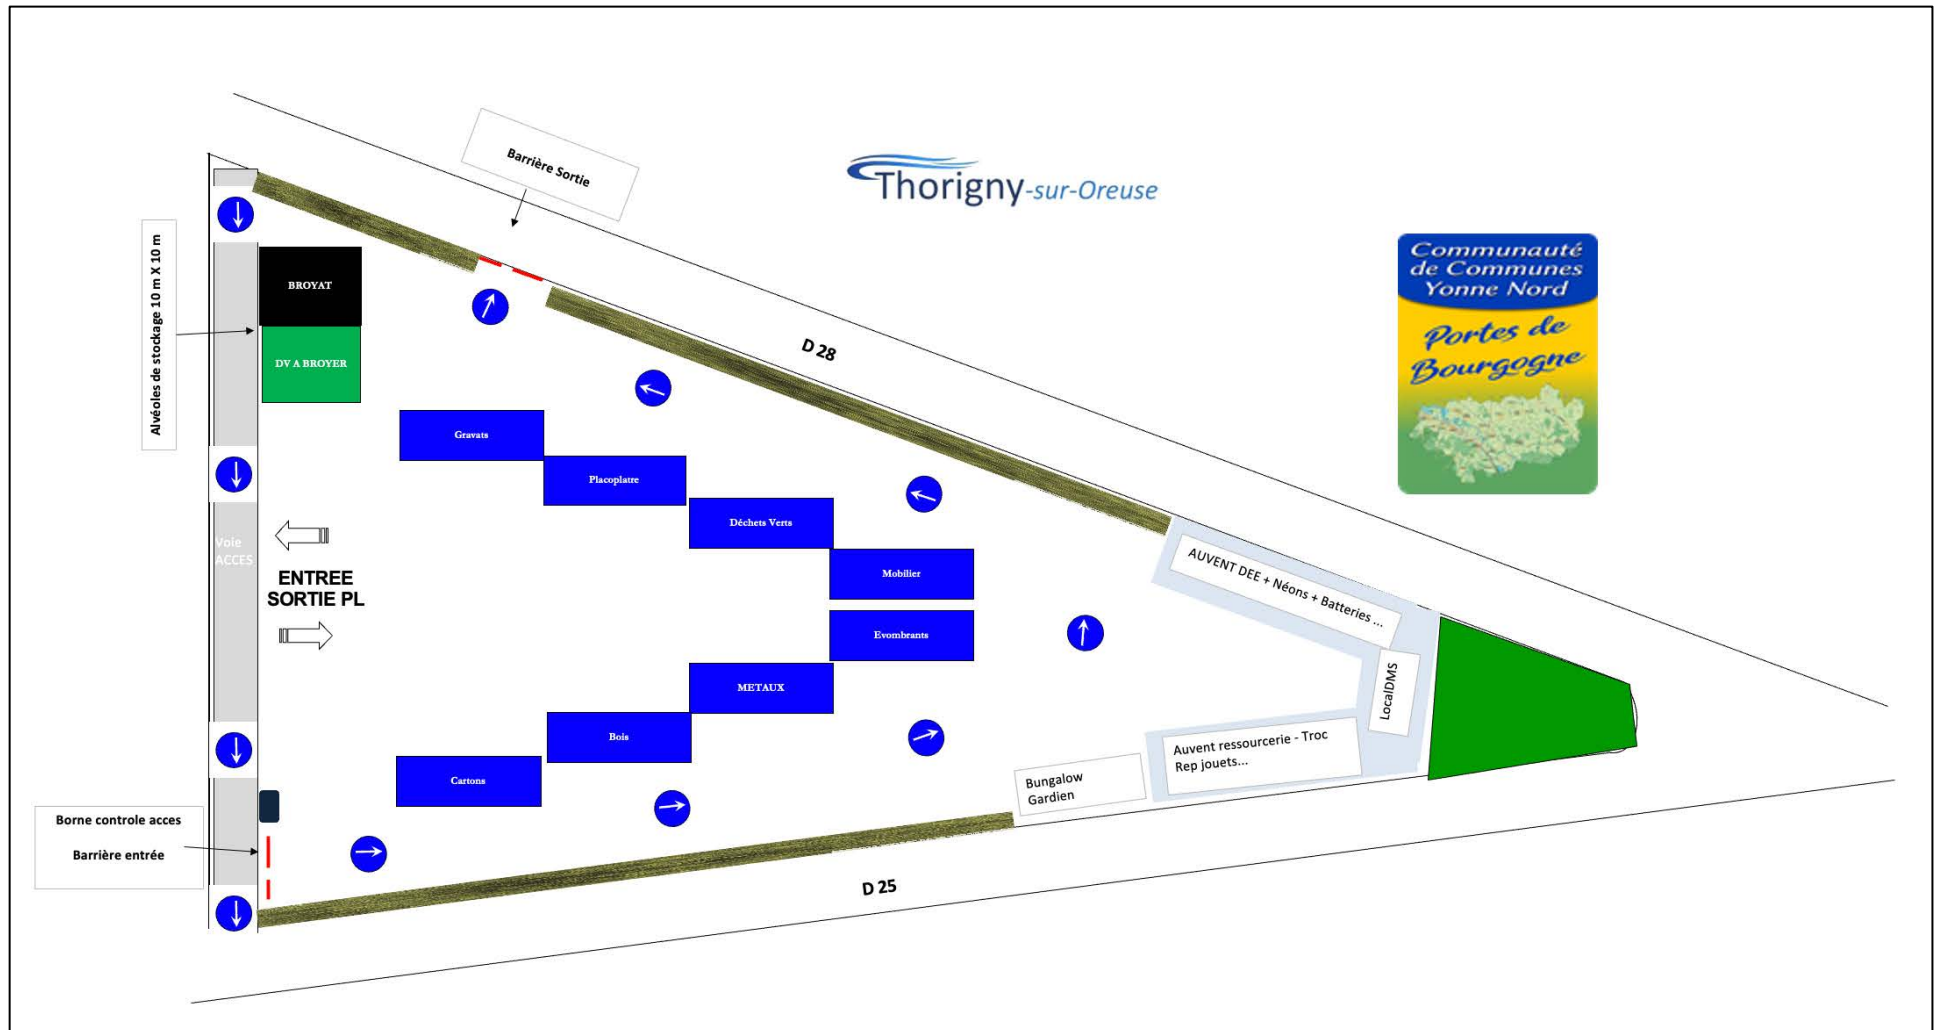 Barrière Sortie
Thorigny-sur-Oreuse
Communauté
de Communes
Yonne Nord
Portes de
Bourgogne
Alvéoles de stockage 10 m X 10 m
BROYAT
DV A BROYER
D 28
Gravats
Placoplatre
Déchets Verts
Mobilier
Evombrants
METAUX
Bois
Cartons
Voie
ACCES
ENTREE
SORTIE PL
AUVENT DEE + Néons + Batteries ...
LocalDMS
Auvent ressourcerie - Troc
Rep jouets...
Bungalow
Gardien
Borne controle acces
Barrière entrée
D 25